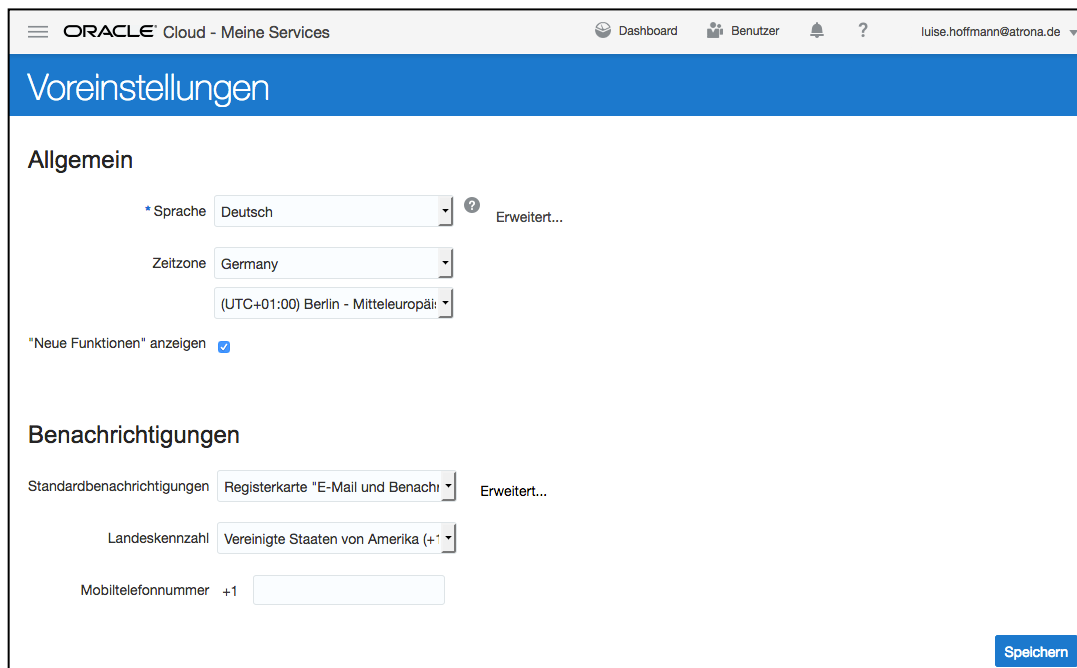 ORACLE Cloud - Meine Services Dashboard Benutzer ? luise.hoffmann@atrona.de
Voreinstellungen
Allgemein
* Sprache Deutsch ? Erweitert...
Zeitzone Germany
(UTC+01:00) Berlin - Mitteleuropäi
"Neue Funktionen" anzeigen
Benachrichtigungen
Standardbenachrichtigungen Registerkarte "E-Mail und Benachr Erweitert...
Landeskennzahl Vereinigte Staaten von Amerika (+1
Mobiltelefonnummer +1
Speichern